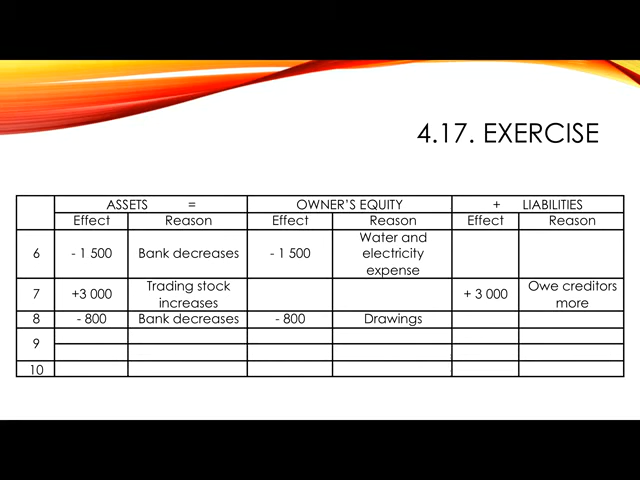 4.17. EXERCISE
ASSETS = OWNER'S EQUITY + LIABILITIES
Effect Reason Effect Reason Effect Reason
6 - 1 500 Bank decreases - 1 500 Water and
electricity
expense
7 +3 000 Trading stock
increases + 3 000 Owe creditors
more
8 - 800 Bank decreases - 800 Drawings
9
10